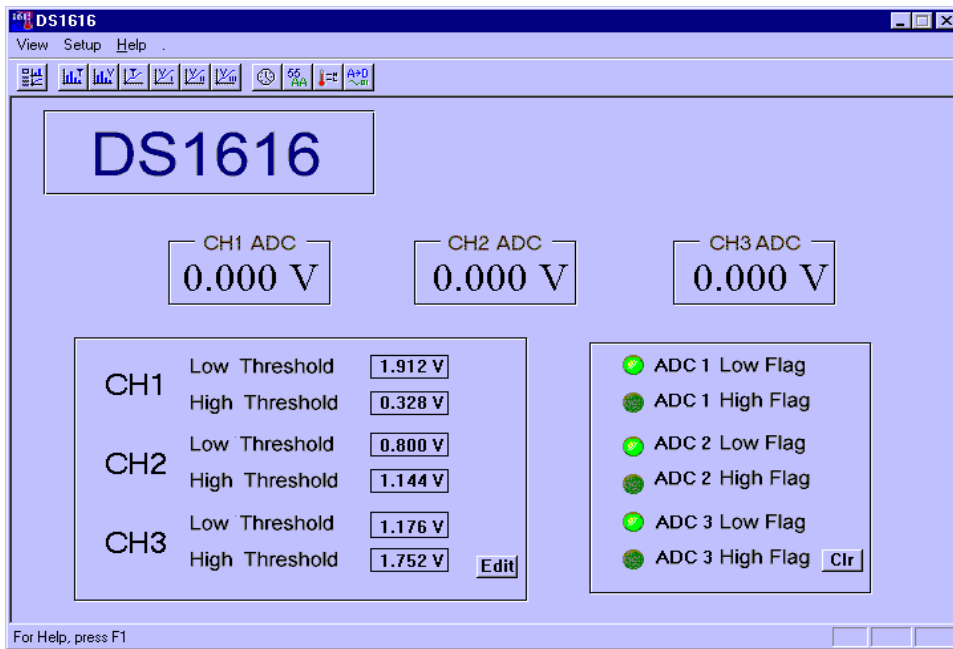 DS1616
View Setup Help .
DS1616
CH1 ADC
0.000 V
CH2 ADC
0.000 V
CH3 ADC
0.000 V
CH1
Low Threshold 1.912 V
High Threshold 0.328 V
CH2
Low Threshold 0.800 V
High Threshold 1.144 V
CH3
Low Threshold 1.176 V
High Threshold 1.752 V
Edit
ADC 1 Low Flag
ADC 1 High Flag
ADC 2 Low Flag
ADC 2 High Flag
ADC 3 Low Flag
ADC 3 High Flag
Clr
For Help, press F1